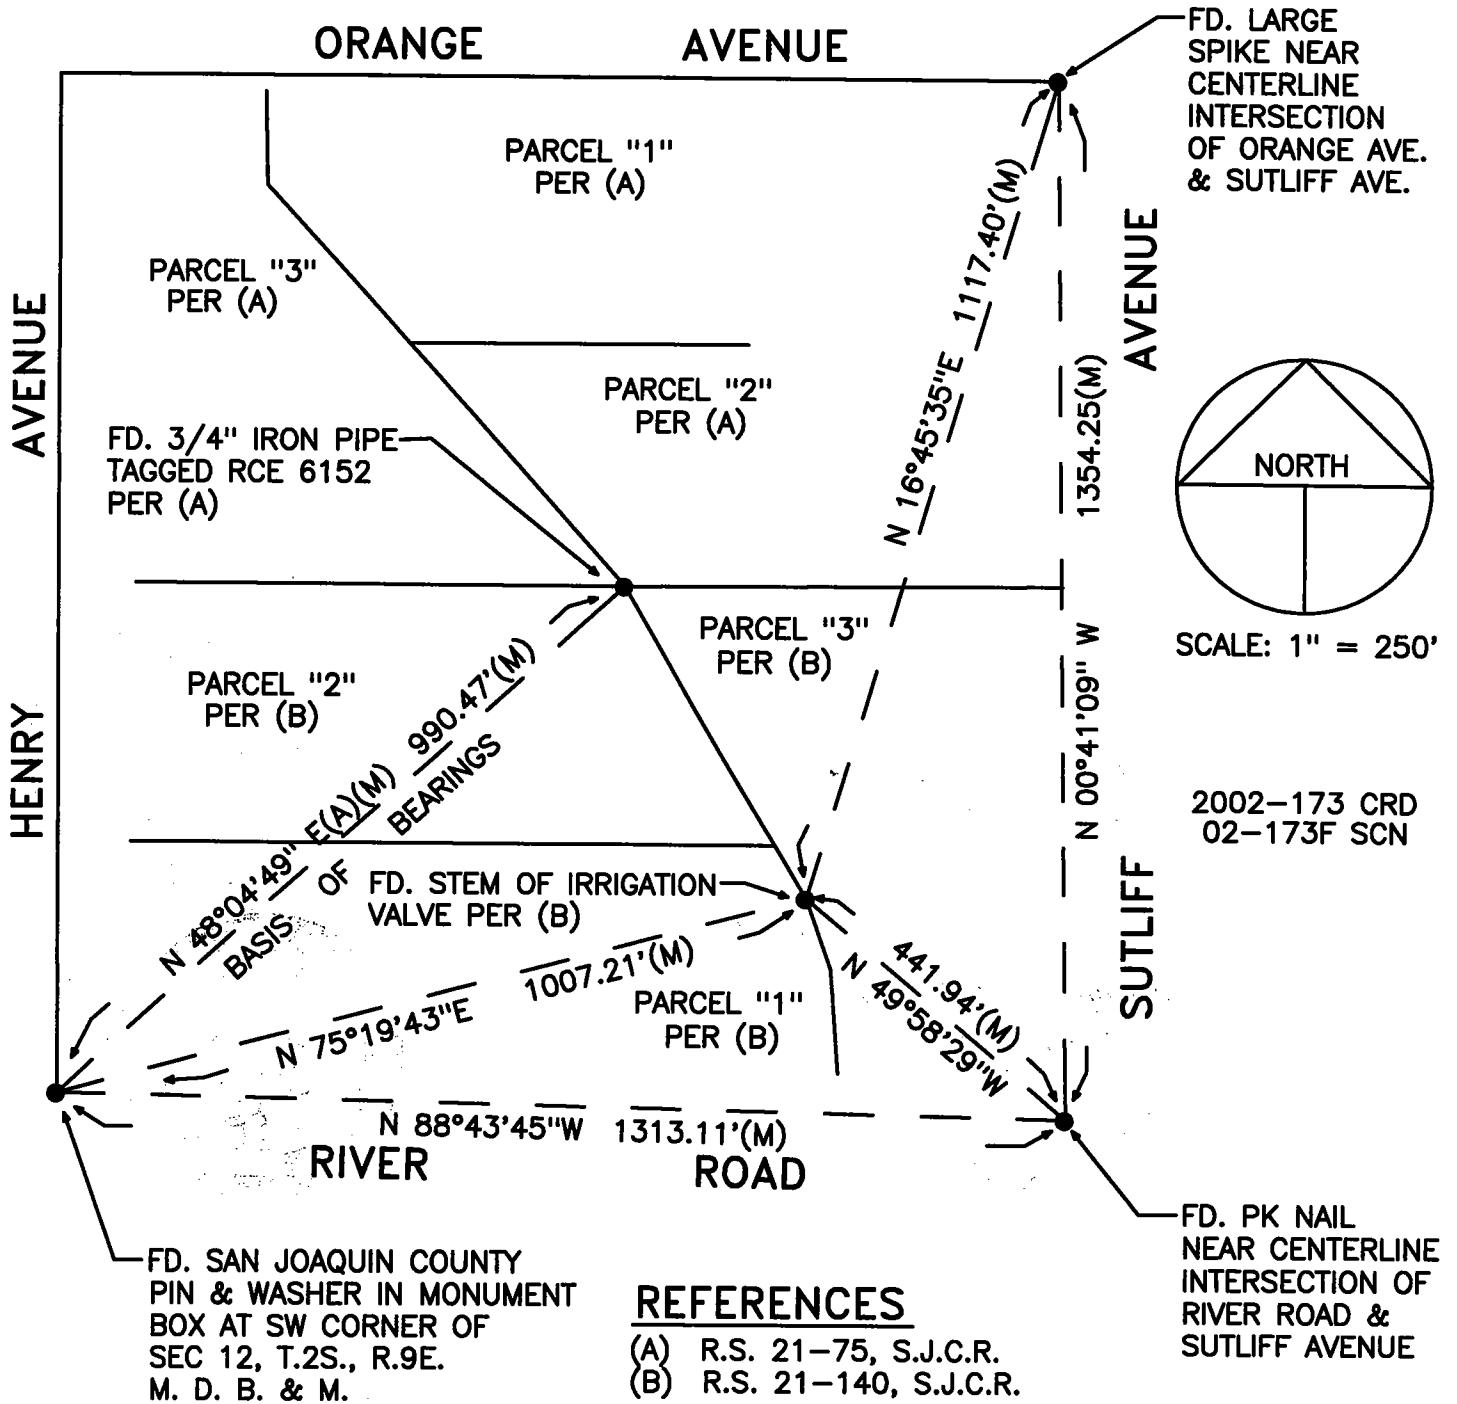 ORANGE AVENUE
FD. LARGE
SPIKE NEAR
CENTERLINE
INTERSECTION
OF ORANGE AVE.
& SUTLIFF AVE.
PARCEL "1"
PER (A)
PARCEL "3"
PER (A)
PARCEL "2"
PER (A)
FD. 3/4" IRON PIPE
TAGGED RCE 6152
PER (A)
HENRY AVENUE
N 16°45'35"E 1117.40'(M)
N 00°41'09" W 1354.25(M)
SUTLIFF AVENUE
NORTH
SCALE: 1" = 250'
PARCEL "3"
PER (B)
PARCEL "2"
PER (B)
N 48°04'49" E(A)(M) 990.47'(M)
BASIS OF BEARINGS
2002-173 CRD
02-173F SCN
FD. STEM OF IRRIGATION
VALVE PER (B)
N 75°19'43"E 1007.21'(M)
441.94'(M)
N 49°58'29"W
PARCEL "1"
PER (B)
N 88°43'45"W 1313.11'(M)
RIVER ROAD
FD. SAN JOAQUIN COUNTY
PIN & WASHER IN MONUMENT
BOX AT SW CORNER OF
SEC 12, T.2S., R.9E.
M. D. B. & M.
FD. PK NAIL
NEAR CENTERLINE
INTERSECTION OF
RIVER ROAD &
SUTLIFF AVENUE
REFERENCES
(A) R.S. 21-75, S.J.C.R.
(B) R.S. 21-140, S.J.C.R.